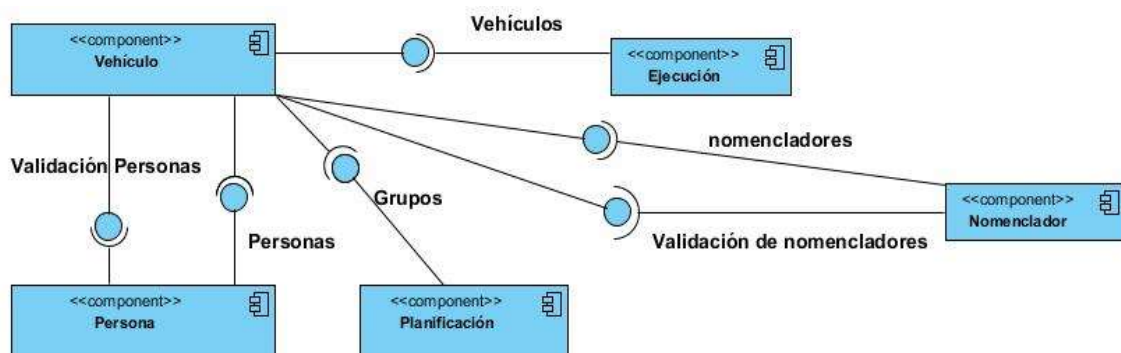 Vehículos
<<component>>
Vehículo
<<component>>
Ejecución
nomencladores
Validación Personas
Grupos
<<component>>
Nomenclador
Personas
Validación de nomencladores
<<component>>
Persona
<<component>>
Planificación